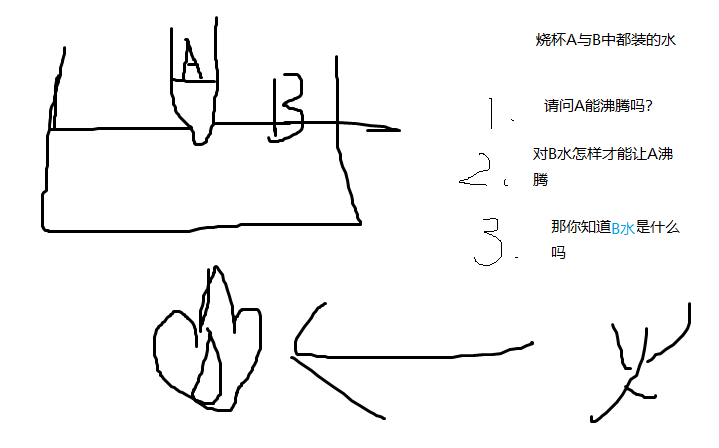 A
B
烧杯A与B中都装的水
1. 请问A能沸腾吗?
2. 对B水怎样才能让A沸
腾
3. 那你知道B水是什么
吗
火